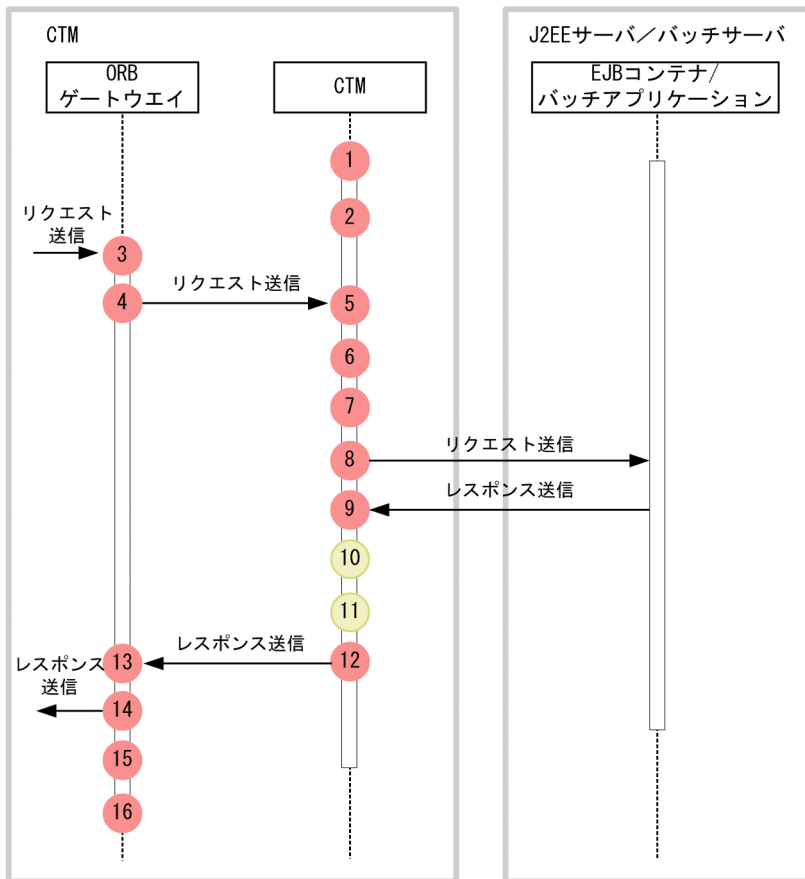 CTM
J2EEサーバ／バッチサーバ
ORB
ゲートウエイ
CTM
EJBコンテナ/
バッチアプリケーション
1
2
リクエスト
送信
3
4
リクエスト送信
5
6
7
8
リクエスト送信
レスポンス送信
9
10
11
レスポンス送信
12
13
レスポンス
送信
14
15
16